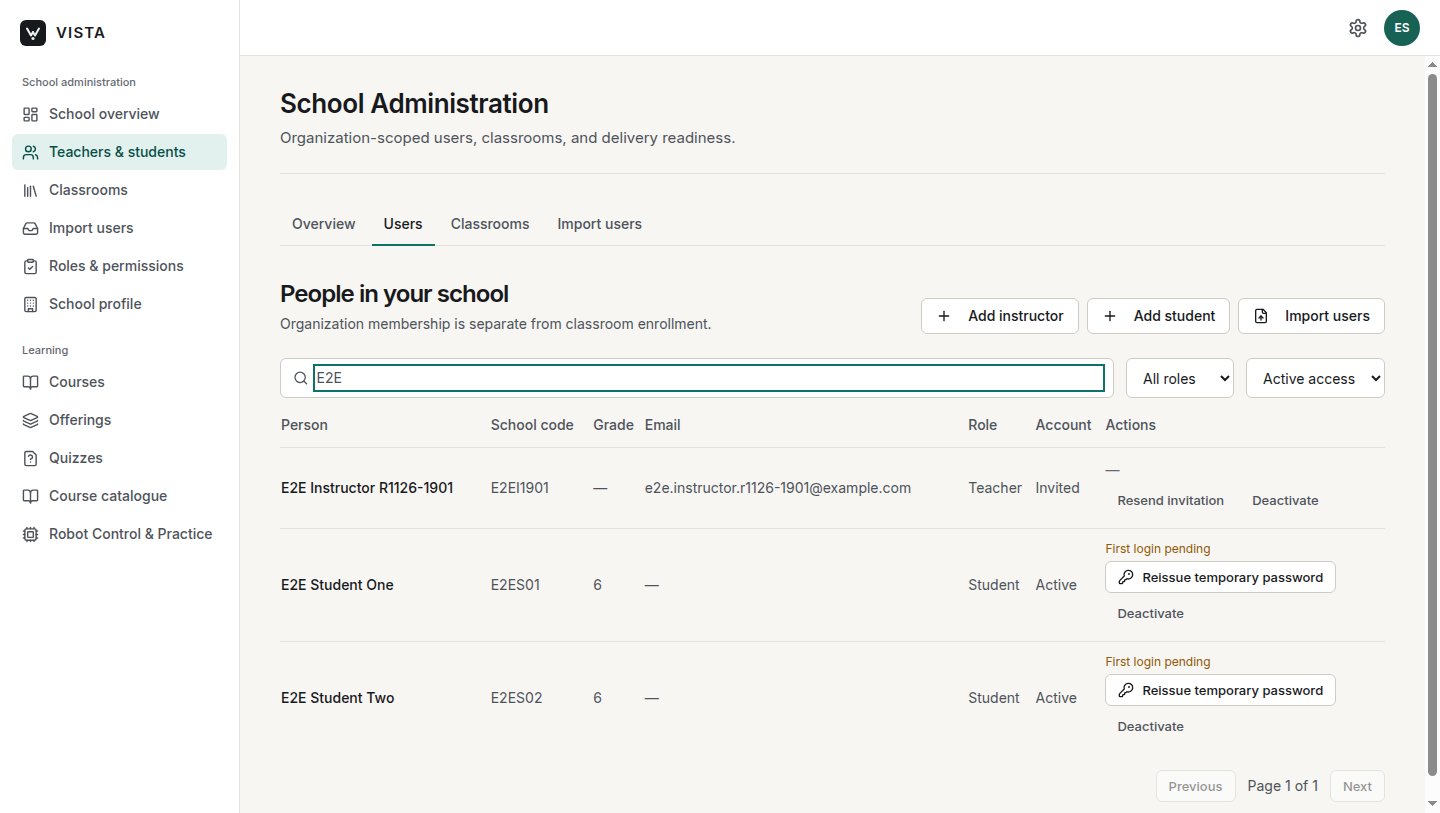 VISTA
ES
School administration
School overview
Teachers & students
Classrooms
Import users
Roles & permissions
School profile
Learning
Courses
Offerings
Quizzes
Course catalogue
Robot Control & Practice
School Administration
Organization-scoped users, classrooms, and delivery readiness.
Overview Users Classrooms Import users
People in your school
Organization membership is separate from classroom enrollment.
Add instructor Add student Import users
E2E All roles Active access
Person School code Grade Email Role Account Actions
—
E2E Instructor R1126-1901 E2EI1901 — e2e.instructor.r1126-1901@example.com Teacher Invited
Resend invitation Deactivate
First login pending
E2E Student One E2ES01 6 — Student Active Reissue temporary password
Deactivate
First login pending
E2E Student Two E2ES02 6 — Student Active Reissue temporary password
Deactivate
Previous Page 1 of 1 Next